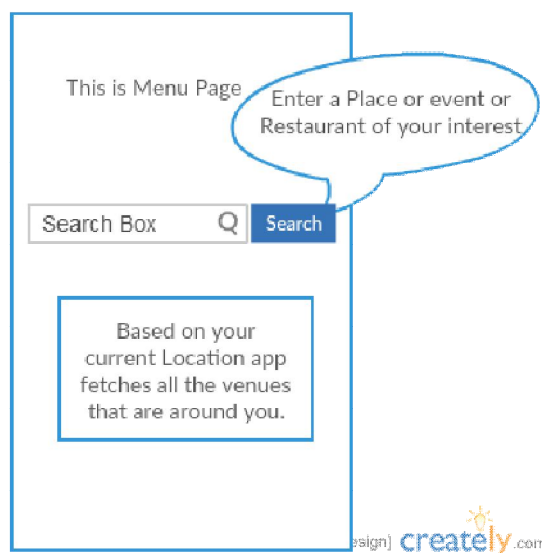 This is Menu Page
Enter a Place or event or
Restaurant of your interest
Search Box
Search
Based on your
current Location app
fetches all the venues
that are around you.
esign] creately.com